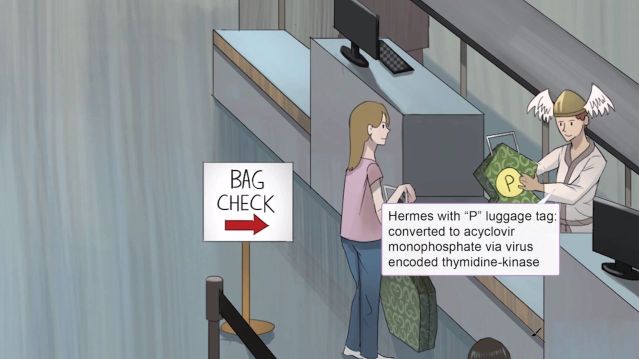 BAG
CHECK
P
Hermes with “P” luggage tag:
converted to acyclovir
monophosphate via virus
encoded thymidine-kinase